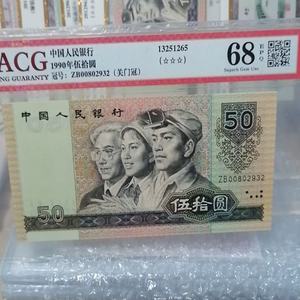 ACG 中国人民银行 13251265 68 EPQ
1990年伍拾圆 (☆☆☆) Superb Gem Unc
NG GUARANTY 冠号: ZB00802932 (关门冠)
中国人民银行 50
ZB00802932
50 伍拾圆